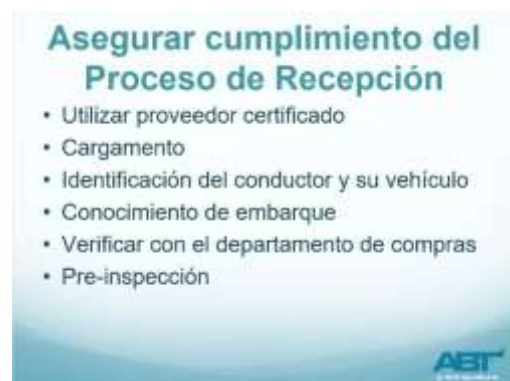 Asegurar cumplimiento del
Proceso de Recepción
• Utilizar proveedor certificado
• Cargamento
• Identificación del conductor y su vehículo
• Conocimiento de embarque
• Verificar con el departamento de compras
• Pre-inspección
ABT